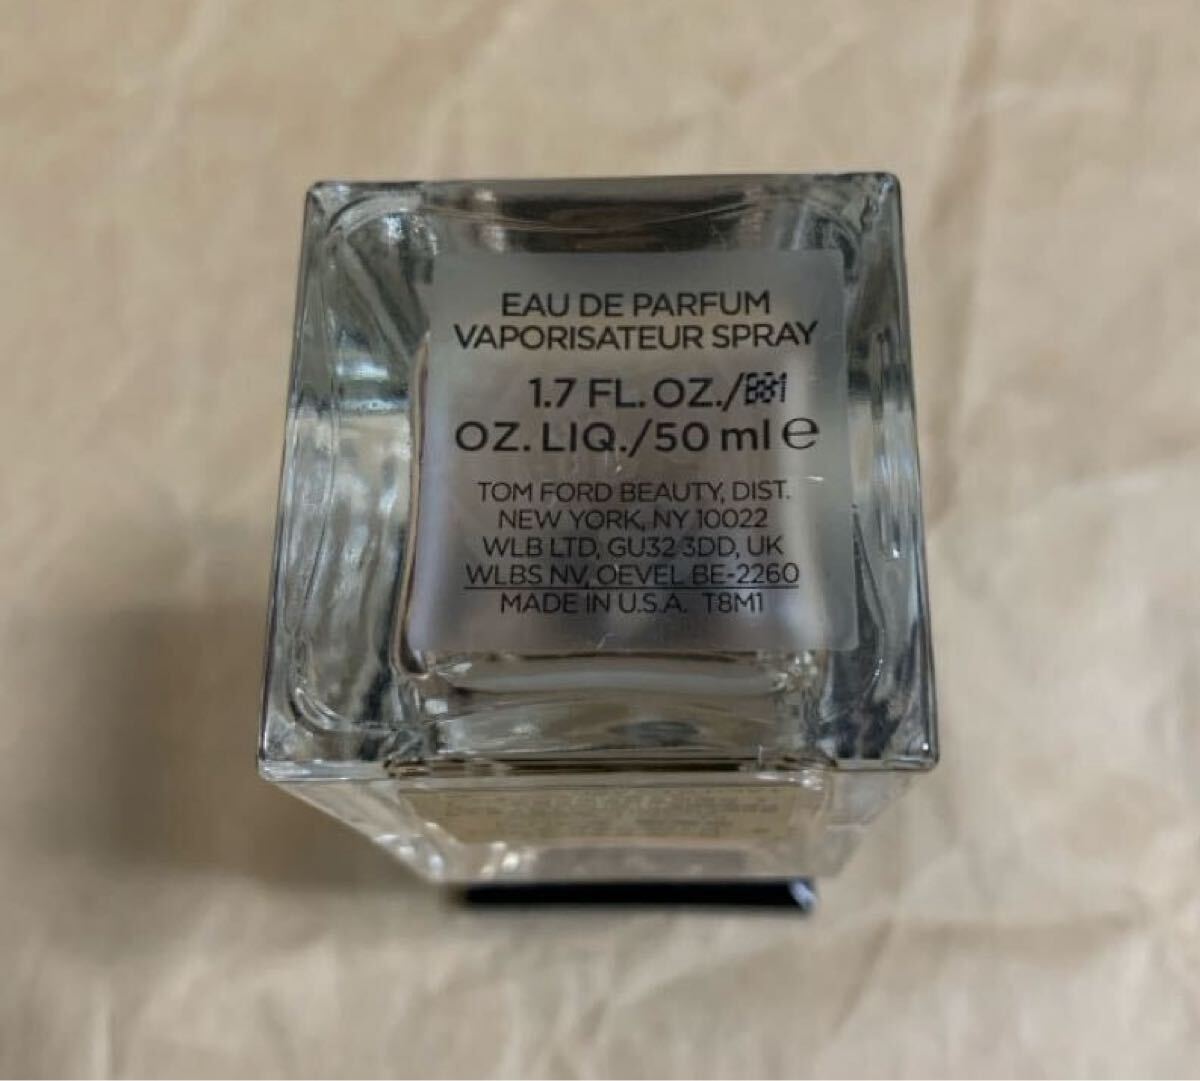 EAU DE PARFUM
VAPORISATEUR SPRAY
1.7 FL. OZ./
OZ. LIQ./50 ml ℮
TOM FORD BEAUTY, DIST.
NEW YORK, NY 10022
WLB LTD, GU32 3DD, UK
WLBS NV, OEVEL BE-2260
MADE IN U.S.A. T8M1